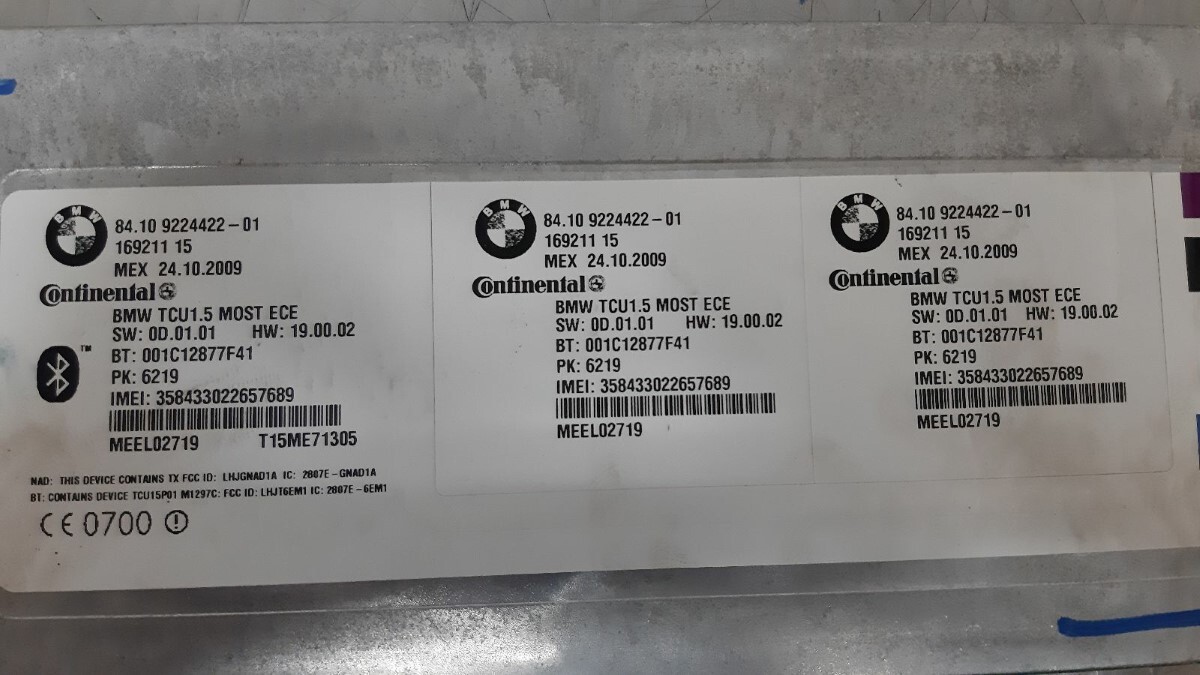 BMW
84.10 9224422-01
169211 15
MEX 24.10.2009
Continental
BMW TCU1.5 MOST ECE
SW: 0D.01.01 HW: 19.00.02
TM
BT: 001C12877F41
PK: 6219
IMEI: 358433022657689
MEEL02719 T15ME71305
NAD: THIS DEVICE CONTAINS TX FCC ID: LHJGNAD1A IC: 2807E-GNAD1A
BT: CONTAINS DEVICE TCU15P01 M1297C: FCC ID: LHJT6EM1 IC: 2807E-6EM1
CE 0700
BMW
84.10 9224422-01
169211 15
MEX 24.10.2009
Continental
BMW TCU1.5 MOST ECE
SW: 0D.01.01 HW: 19.00.02
BT: 001C12877F41
PK: 6219
IMEI: 358433022657689
MEEL02719
BMW
84.10 9224422-01
169211 15
MEX 24.10.2009
Continental
BMW TCU1.5 MOST ECE
SW: 0D.01.01 HW: 19.00.02
BT: 001C12877F41
PK: 6219
IMEI: 358433022657689
MEEL02719